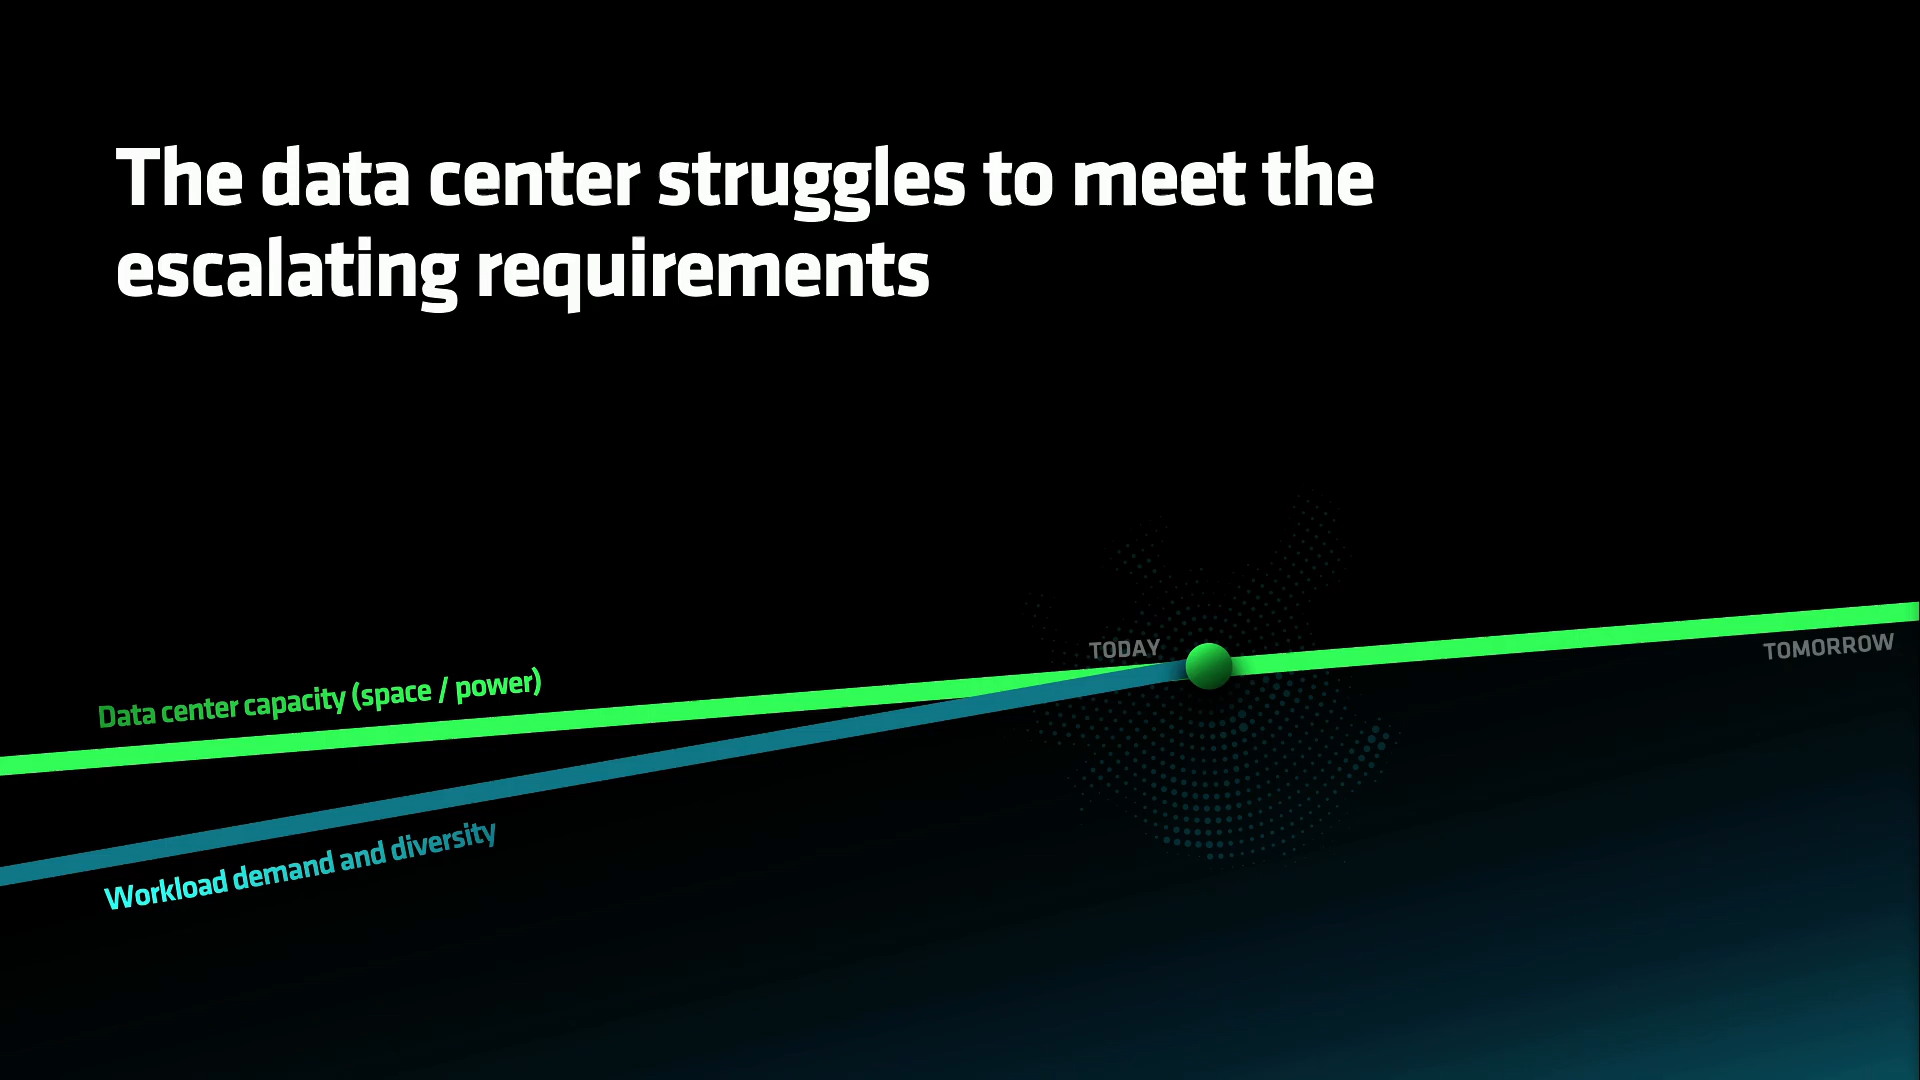 The data center struggles to meet the
escalating requirements
TODAY
TOMORROW
Data center capacity (space / power)
Workload demand and diversity